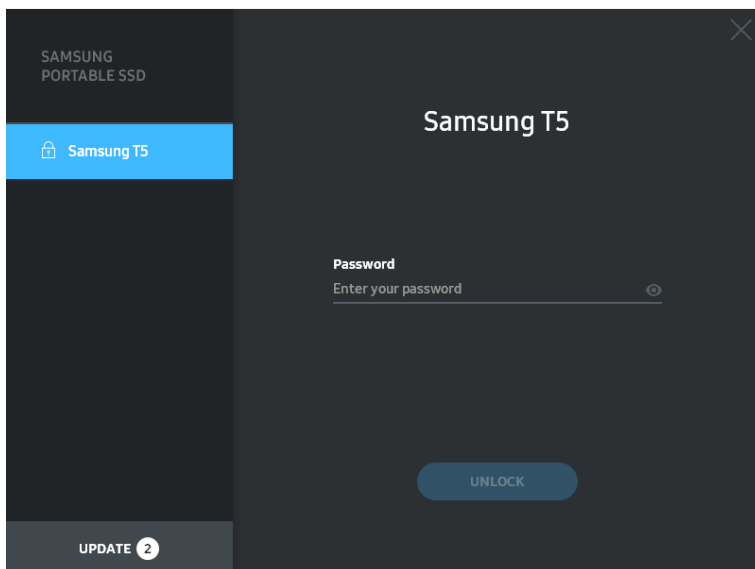 SAMSUNG
PORTABLE SSD
Samsung T5
Samsung T5
Password
Enter your password
UNLOCK
UPDATE 2